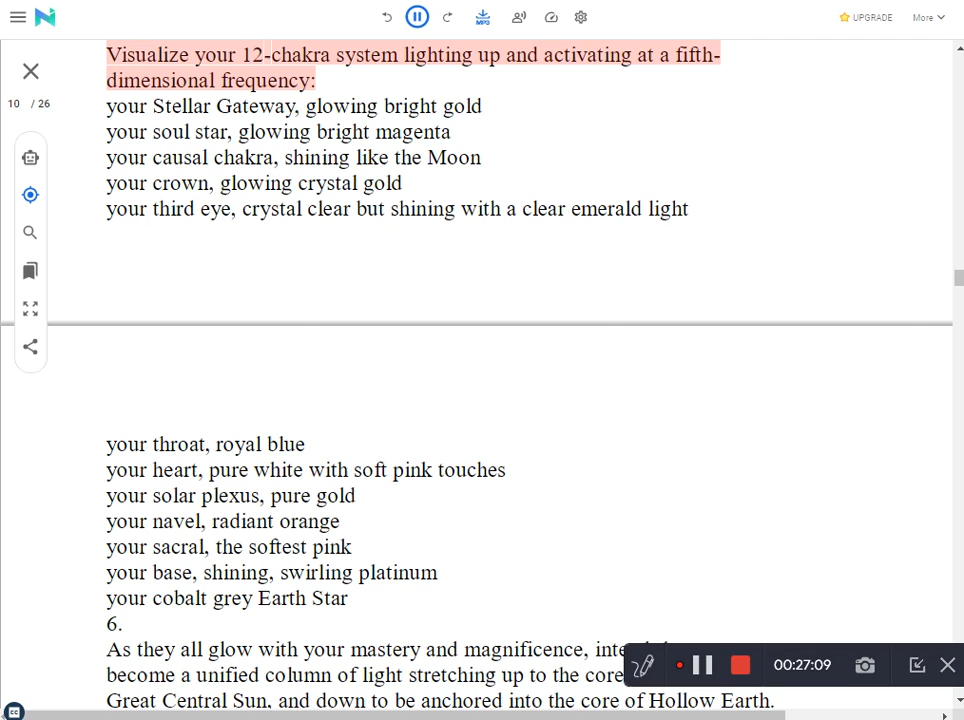 UPGRADE
More
MP3
10 / 26
Visualize your 12-chakra system lighting up and activating at a fifth-
dimensional frequency:
your Stellar Gateway, glowing bright gold
your soul star, glowing bright magenta
your causal chakra, shining like the Moon
your crown, glowing crystal gold
your third eye, crystal clear but shining with a clear emerald light
your throat, royal blue
your heart, pure white with soft pink touches
your solar plexus, pure gold
your navel, radiant orange
your sacral, the softest pink
your base, shining, swirling platinum
your cobalt grey Earth Star
6.
As they all glow with your mastery and magnificence,
become a unified column of light stretching up to the core
Great Central Sun, and down to be anchored into the core of Hollow Earth.
00:27:09
CC